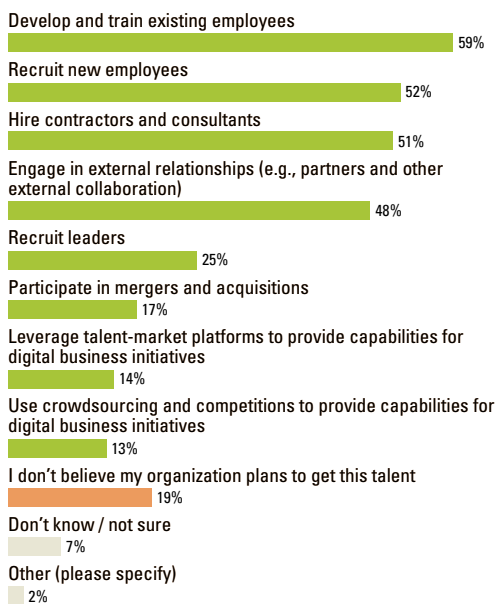 Develop and train existing employees
59%
Recruit new employees
52%
Hire contractors and consultants
51%
Engage in external relationships (e.g., partners and other
external collaboration)
48%
Recruit leaders
25%
Participate in mergers and acquisitions
17%
Leverage talent-market platforms to provide capabilities for
digital business initiatives
14%
Use crowdsourcing and competitions to provide capabilities for
digital business initiatives
13%
I don’t believe my organization plans to get this talent
19%
Don’t know / not sure
7%
Other (please specify)
2%